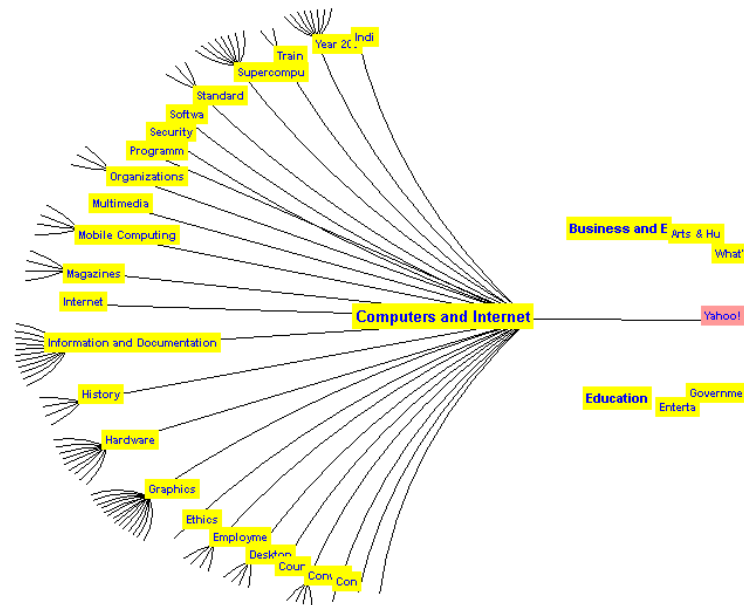 Indi
Year 20
Train
Supercompu
Standard
Softwa
Security
Programm
Organizations
Multimedia
Mobile Computing
Magazines
Internet
Information and Documentation
History
Hardware
Graphics
Ethics
Employme
Desktop
Coun
Conv
Con
Computers and Internet
Business and E
Arts & Hu
What'
Yahoo!
Education
Governme
Enterta